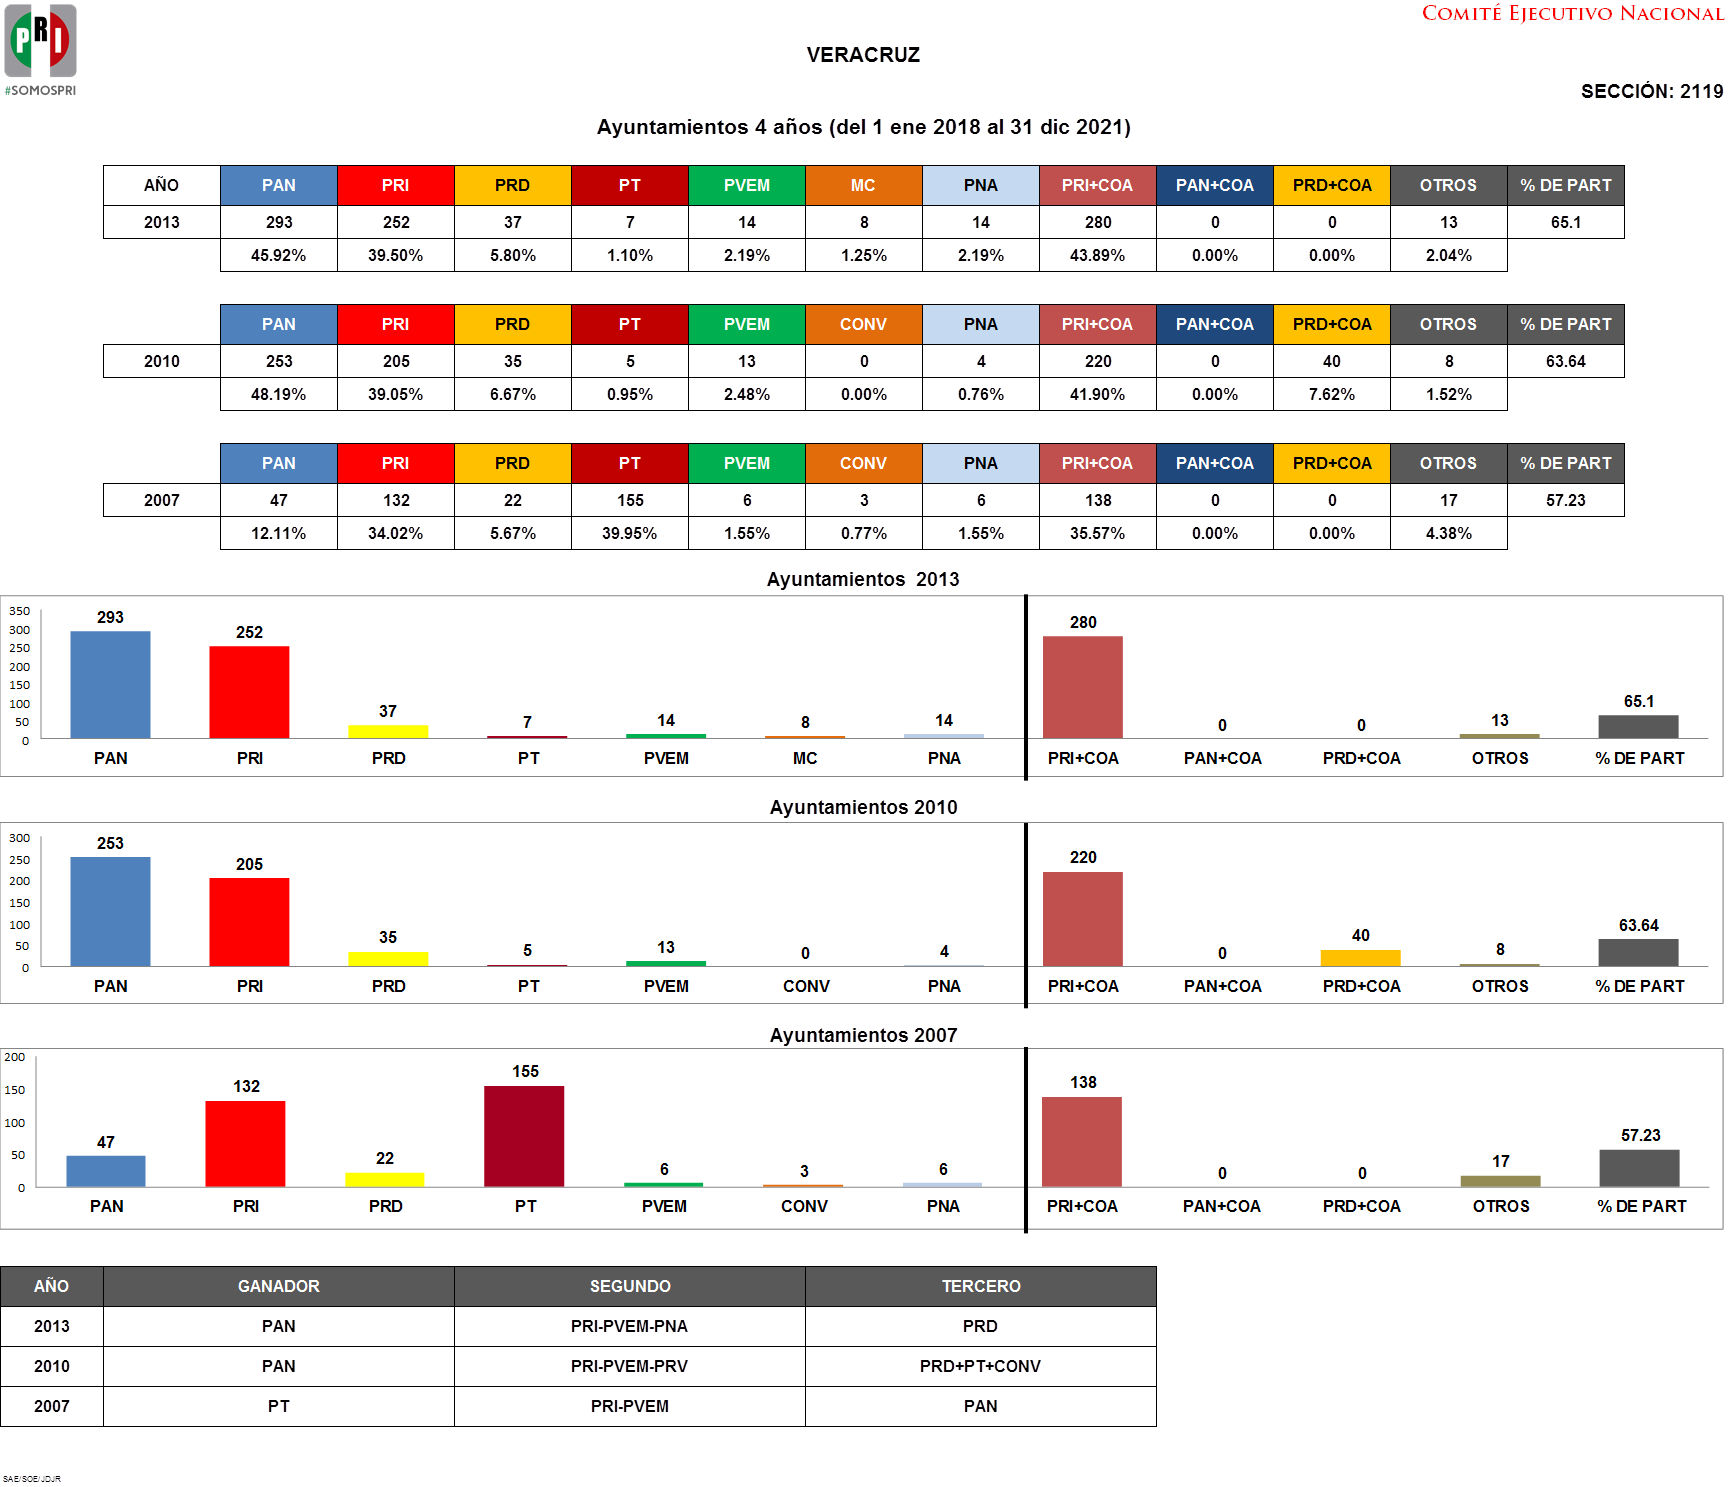 COMITÉ EJECUTIVO NACIONAL
PRI
#SOMOSPRI
VERACRUZ
SECCIÓN: 2119
Ayuntamientos 4 años (del 1 ene 2018 al 31 dic 2021)
AÑO PAN PRI PRD PT PVEM MC PNA PRI+COA PAN+COA PRD+COA OTROS % DE PART
2013 293 252 37 7 14 8 14 280 0 0 13 65.1
45.92% 39.50% 5.80% 1.10% 2.19% 1.25% 2.19% 43.89% 0.00% 0.00% 2.04%
PAN PRI PRD PT PVEM CONV PNA PRI+COA PAN+COA PRD+COA OTROS % DE PART
2010 253 205 35 5 13 0 4 220 0 40 8 63.64
48.19% 39.05% 6.67% 0.95% 2.48% 0.00% 0.76% 41.90% 0.00% 7.62% 1.52%
PAN PRI PRD PT PVEM CONV PNA PRI+COA PAN+COA PRD+COA OTROS % DE PART
2007 47 132 22 155 6 3 6 138 0 0 17 57.23
12.11% 34.02% 5.67% 39.95% 1.55% 0.77% 1.55% 35.57% 0.00% 0.00% 4.38%
Ayuntamientos 2013
350
300
250
200
150
100
50
0
293 252 37 7 14 8 14 280 0 0 13 65.1
PAN PRI PRD PT PVEM MC PNA PRI+COA PAN+COA PRD+COA OTROS % DE PART
Ayuntamientos 2010
300
250
200
150
100
50
0
253 205 35 5 13 0 4 220 0 40 8 63.64
PAN PRI PRD PT PVEM CONV PNA PRI+COA PAN+COA PRD+COA OTROS % DE PART
Ayuntamientos 2007
200
150
100
50
0
47 132 22 155 6 3 6 138 0 0 17 57.23
PAN PRI PRD PT PVEM CONV PNA PRI+COA PAN+COA PRD+COA OTROS % DE PART
AÑO GANADOR SEGUNDO TERCERO
2013 PAN PRI-PVEM-PNA PRD
2010 PAN PRI-PVEM-PRV PRD+PT+CONV
2007 PT PRI-PVEM PAN
SAE/SOE/JDJR